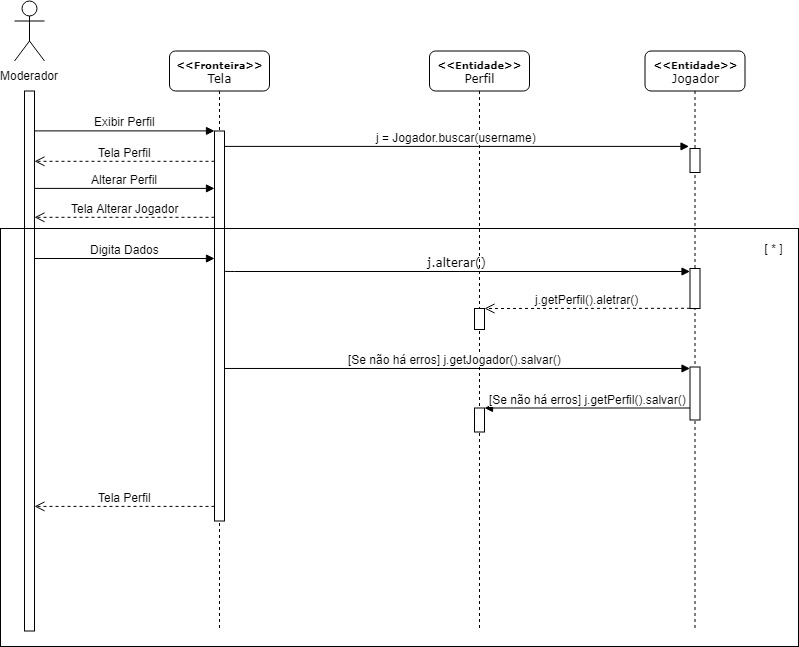 Moderador
<<Fronteira>>
Tela
<<Entidade>>
Perfil
<<Entidade>>
Jogador
Exibir Perfil
j = Jogador.buscar(username)
Tela Perfil
Alterar Perfil
Tela Alterar Jogador
[ * ]
Digita Dados
j.alterar()
j.getPerfil().aletrar()
[Se não há erros] j.getJogador().salvar()
[Se não há erros] j.getPerfil().salvar()
Tela Perfil